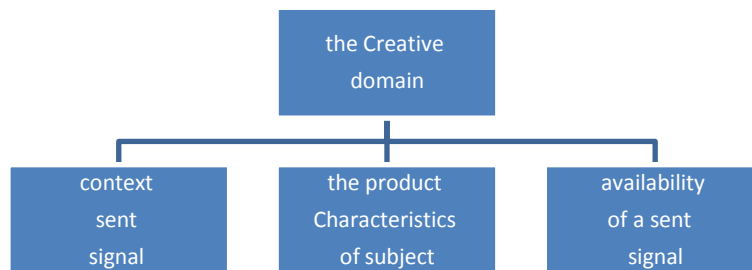 the Creative
domain
context
sent
signal
the product
Characteristics
of subject
availability
of a sent
signal